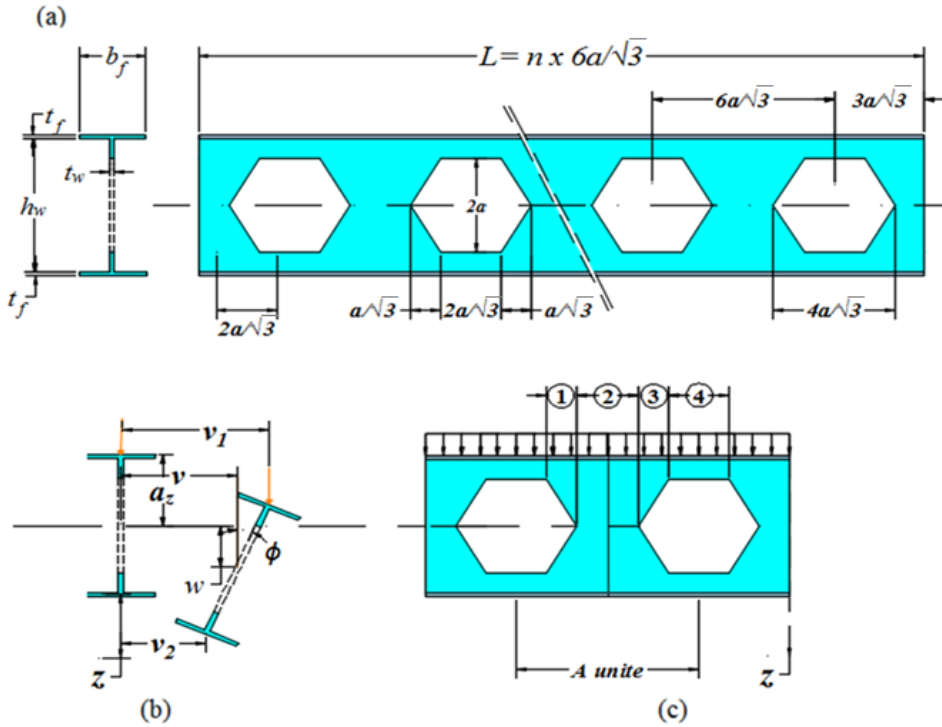 (a)
b_f
L= n x 6a/√3
6a/√3
3a/√3
t_f
t_w
h_w
2a
t_f
2a/√3
a/√3
2a/√3
a/√3
4a/√3
1
2
3
4
v_1
v
a_z
ϕ
w
v_2
z
A unite
z
(b)
(c)